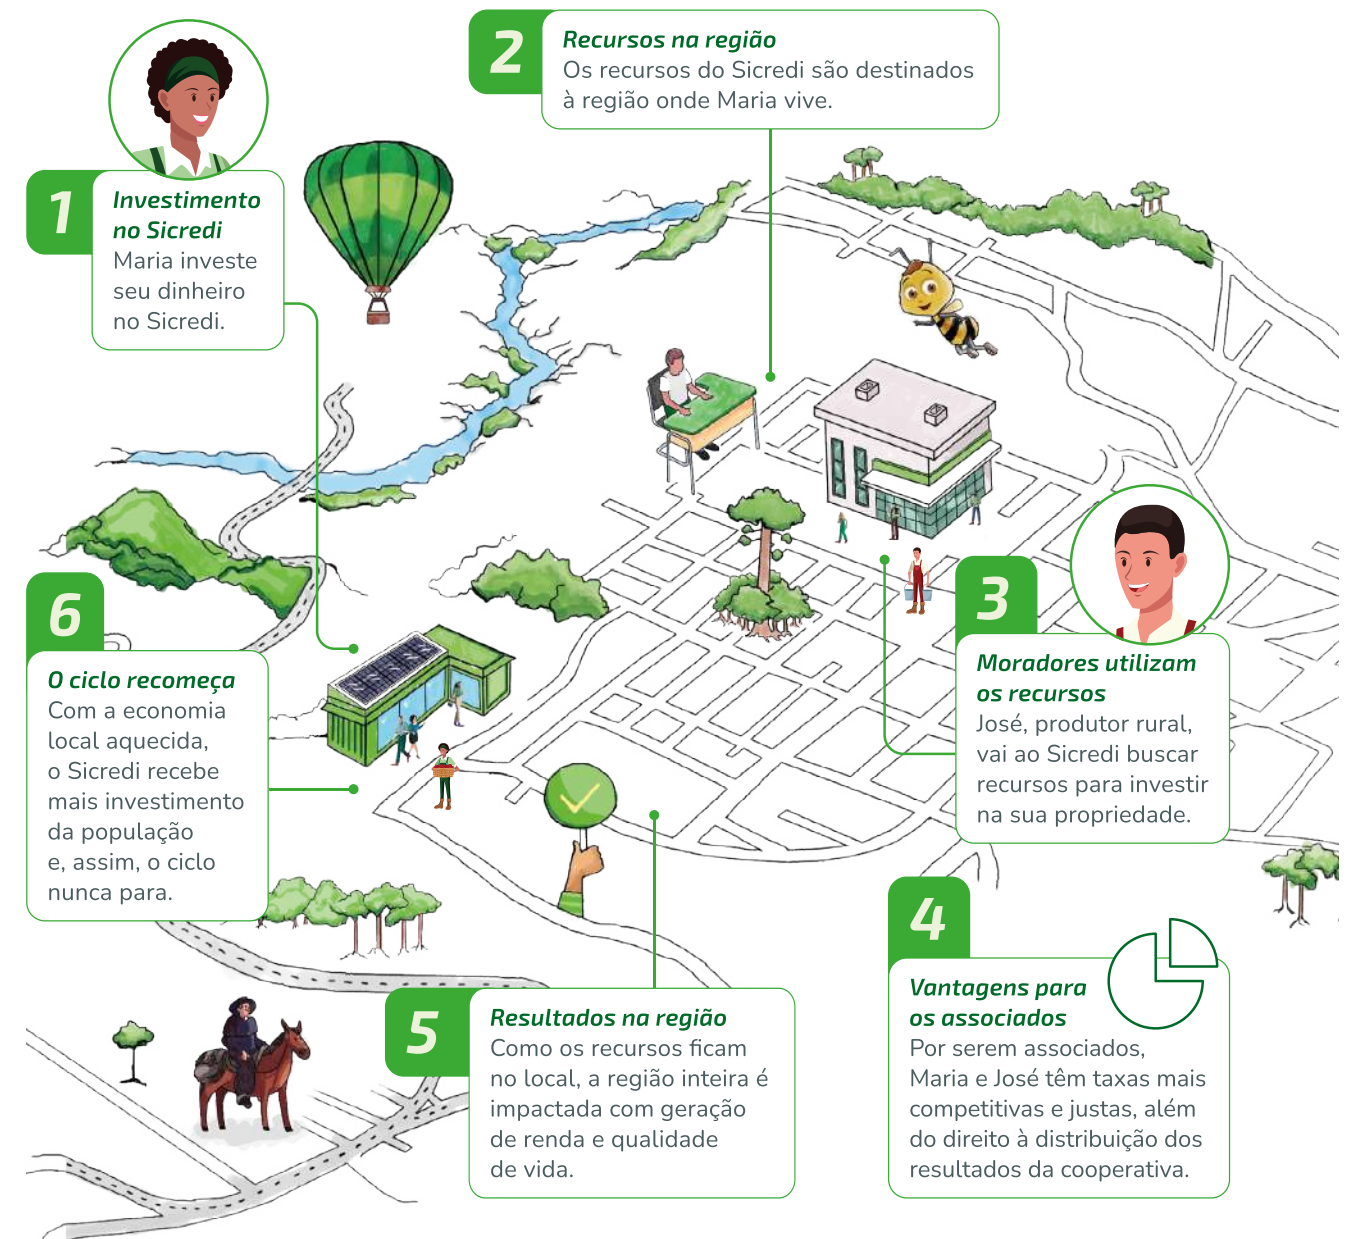 1
Investimento
no Sicredi
Maria investe
seu dinheiro
no Sicredi.
2
Recursos na região
Os recursos do Sicredi são destinados
à região onde Maria vive.
3
Moradores utilizam
os recursos
José, produtor rural,
vai ao Sicredi buscar
recursos para investir
na sua propriedade.
4
Vantagens para
os associados
Por serem associados,
Maria e José têm taxas mais
competitivas e justas, além
do direito à distribuição dos
resultados da cooperativa.
5
Resultados na região
Como os recursos ficam
no local, a região inteira é
impactada com geração
de renda e qualidade
de vida.
6
O ciclo recomeça
Com a economia
local aquecida,
o Sicredi recebe
mais investimento
da população
e, assim, o ciclo
nunca para.